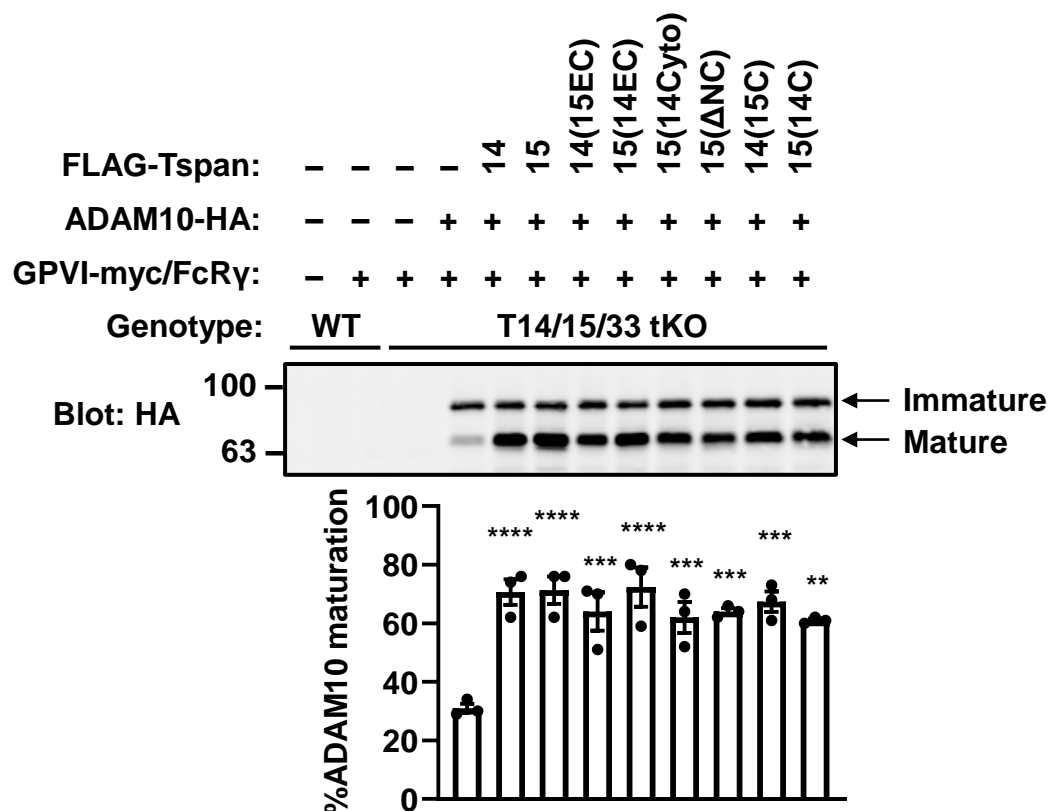 14 15 14(15EC) 15(14EC) 15(14Cyto) 15(ΔNC) 14(15C) 15(14C)
FLAG-Tspan: – – – –
ADAM10-HA: – – – + + + + + + + + +
GPVI-myc/FcRγ: – + + + + + + + + + + +
Genotype: WT T14/15/33 tKO
100
Blot: HA
63
Immature
Mature
%ADAM10 maturation
100
80
60
40
20
0
**** **** *** **** *** *** *** **